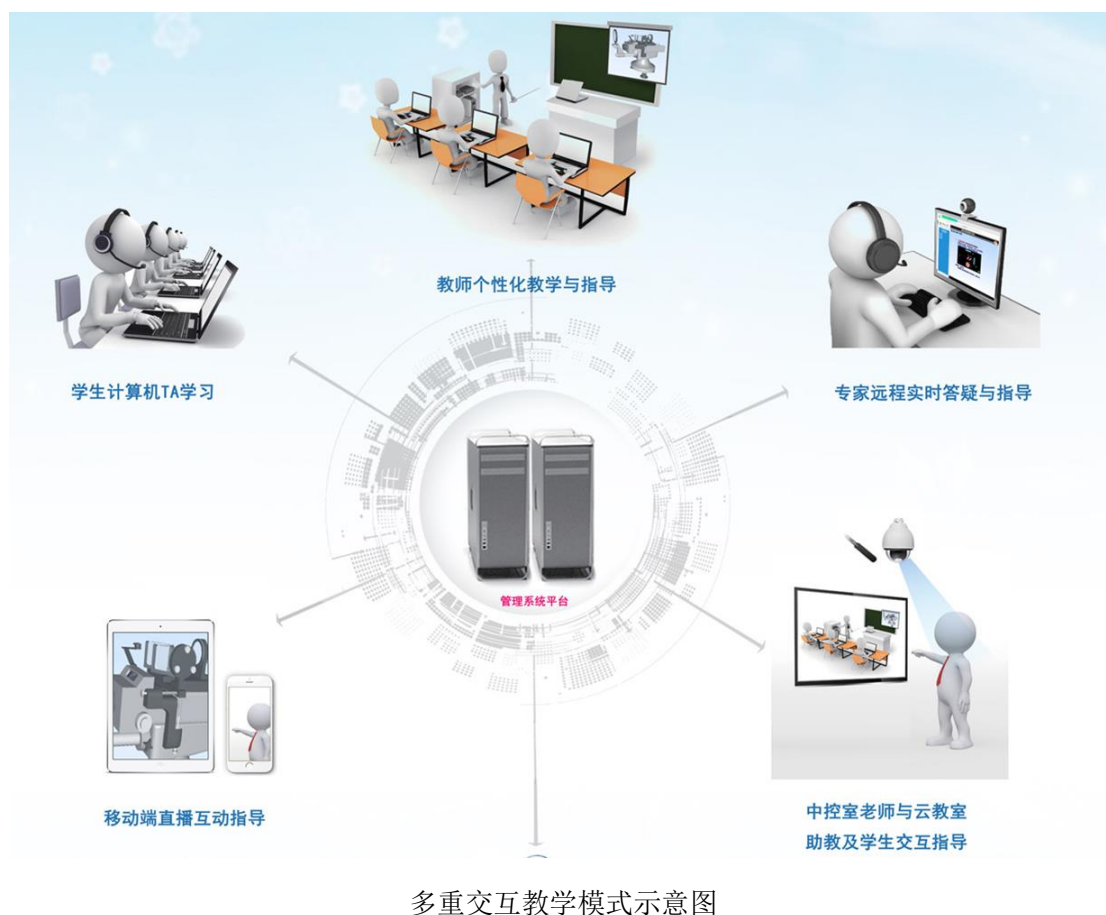 教师个性化教学与指导
学生计算机TA学习
专家远程实时答疑与指导
管理系统平台
移动端直播互动指导
中控室老师与云教室
助教及学生交互指导
多重交互教学模式示意图